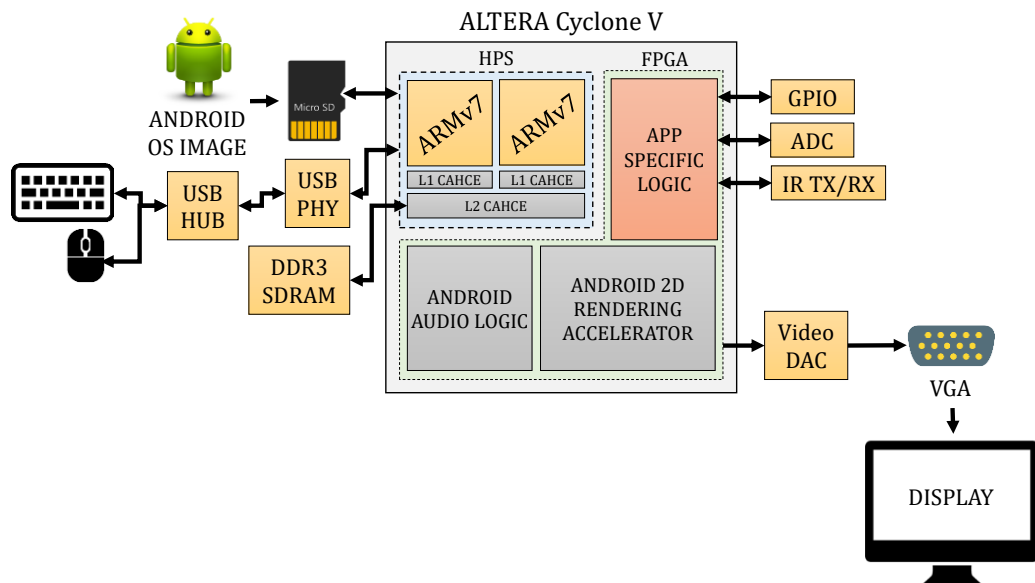 ALTERA Cyclone V
HPS
FPGA
Micro SD
ANDROID
OS IMAGE
ARMv7
ARMv7
L1 CAHCE
L1 CAHCE
L2 CAHCE
APP
SPECIFIC
LOGIC
GPIO
ADC
IR TX/RX
USB
HUB
USB
PHY
DDR3
SDRAM
ANDROID
AUDIO LOGIC
ANDROID 2D
RENDERING
ACCELERATOR
Video
DAC
VGA
DISPLAY